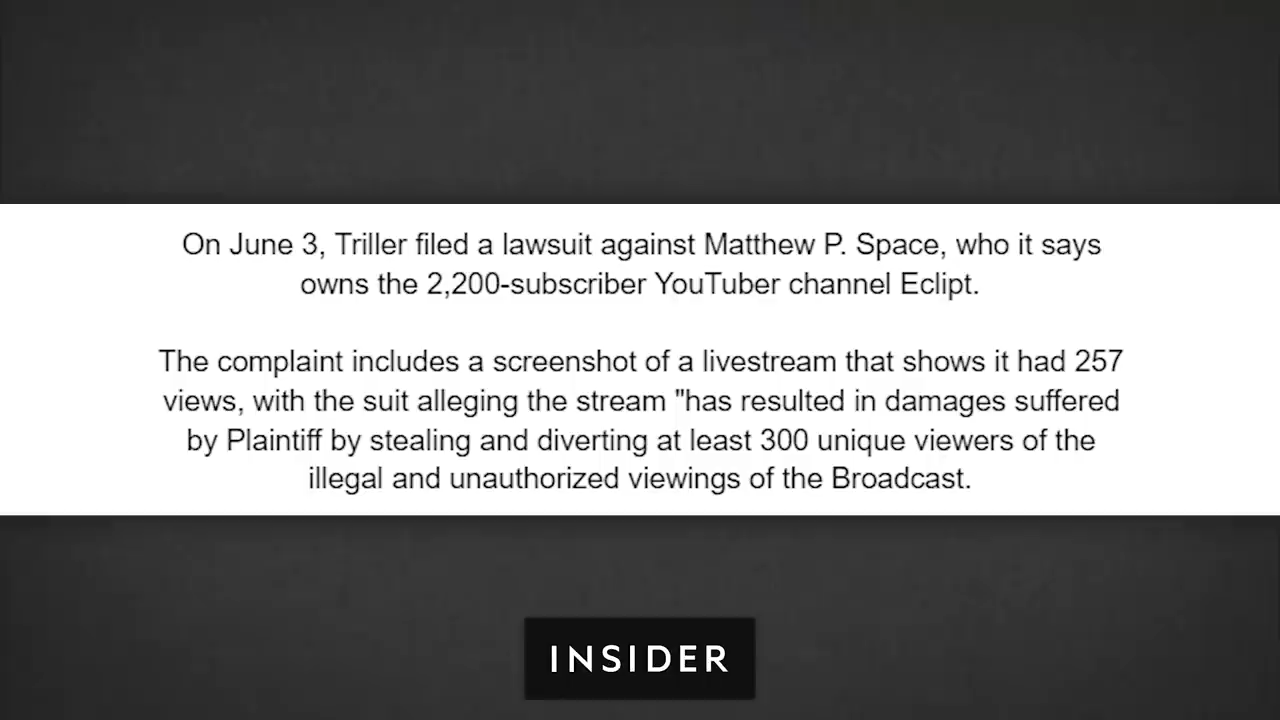 On June 3, Triller filed a lawsuit against Matthew P. Space, who it says
owns the 2,200-subscriber YouTuber channel Eclipt.
The complaint includes a screenshot of a livestream that shows it had 257
views, with the suit alleging the stream "has resulted in damages suffered
by Plaintiff by stealing and diverting at least 300 unique viewers of the
illegal and unauthorized viewings of the Broadcast.
INSIDER